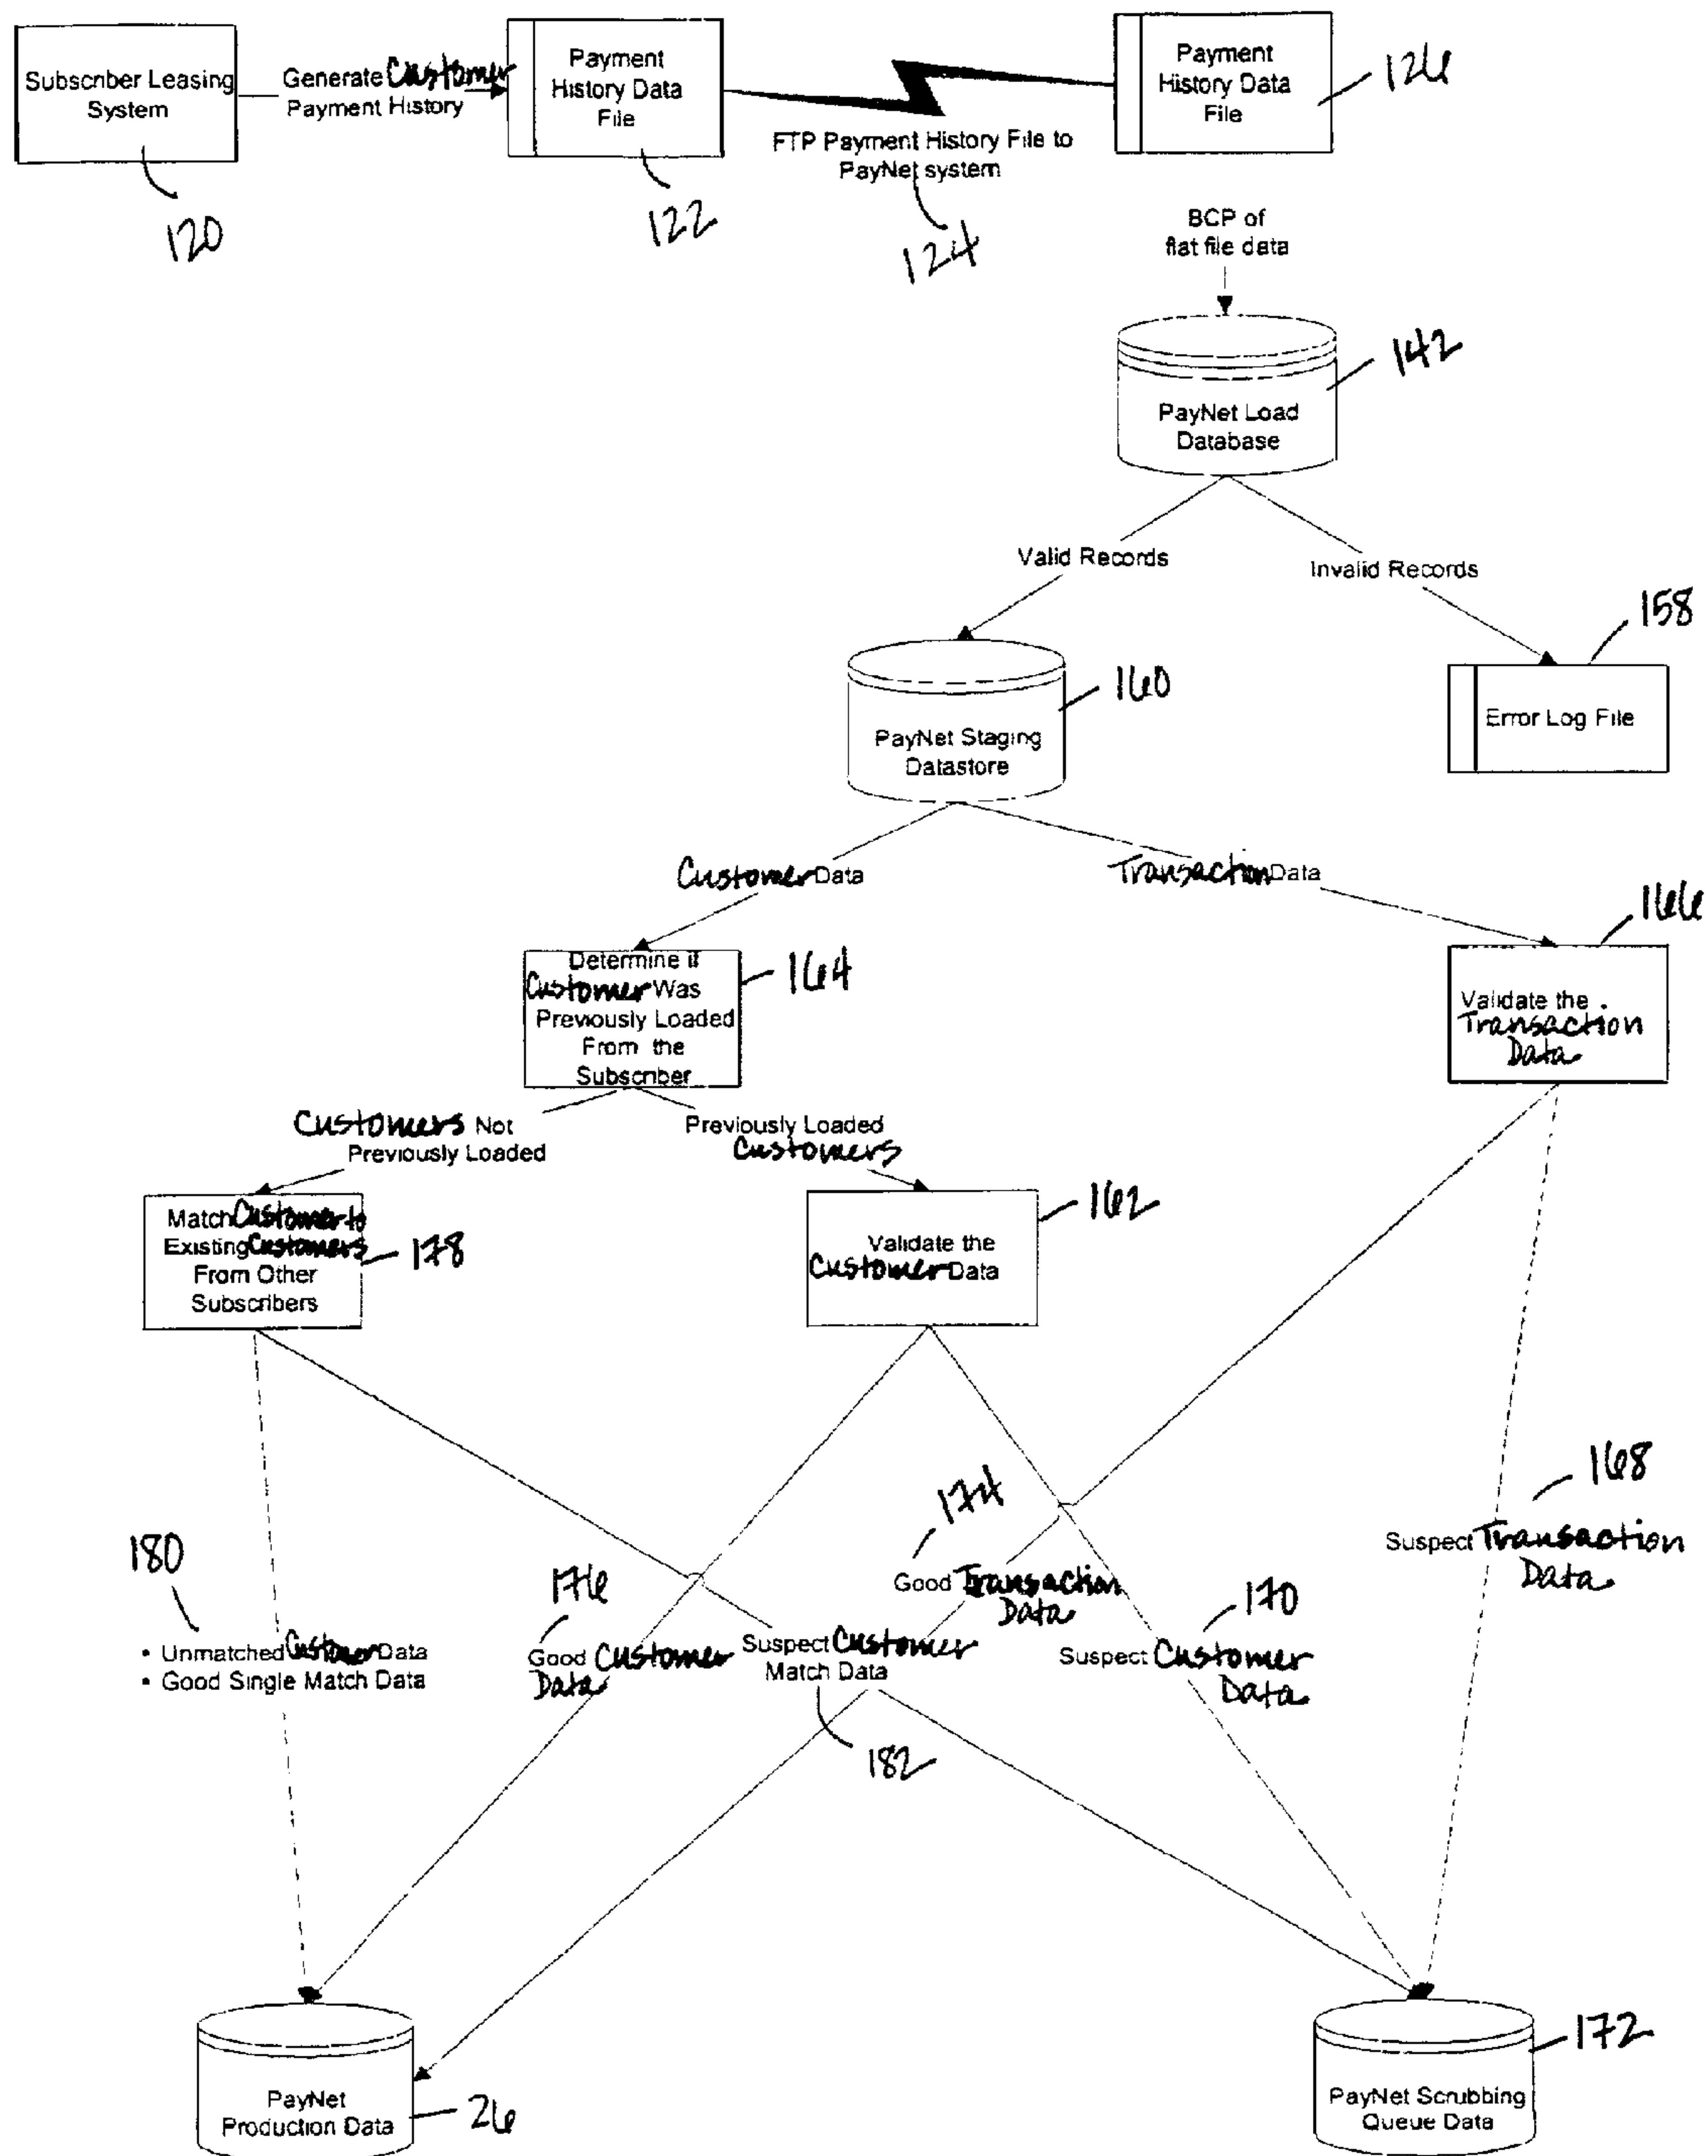 Subscriber Leasing
System
120
Generate Customer
Payment History
Payment
History Data
File
122
FTP Payment History File to
PayNet system
124
Payment
History Data
File
126
BCP of
flat file data
PayNet Load
Database
142
Valid Records
Invalid Records
158
Error Log File
PayNet Staging
Datastore
160
Customer Data
Transaction Data
Determine if
Customer Was
Previously Loaded
From the
Subscriber
164
166
Validate the
Transaction
Data
Customers Not
Previously Loaded
Previously Loaded
Customers
Match Customer to
Existing Customers
From Other
Subscribers
178
Validate the
Customer Data
162
180
• Unmatched Customer Data
• Good Single Match Data
176
Good Customer
Data
Suspect Customer
Match Data
182
174
Good Transaction
Data
170
Suspect Customer
Data
168
Suspect Transaction
Data
PayNet
Production Data
26
PayNet Scrubbing
Queue Data
172